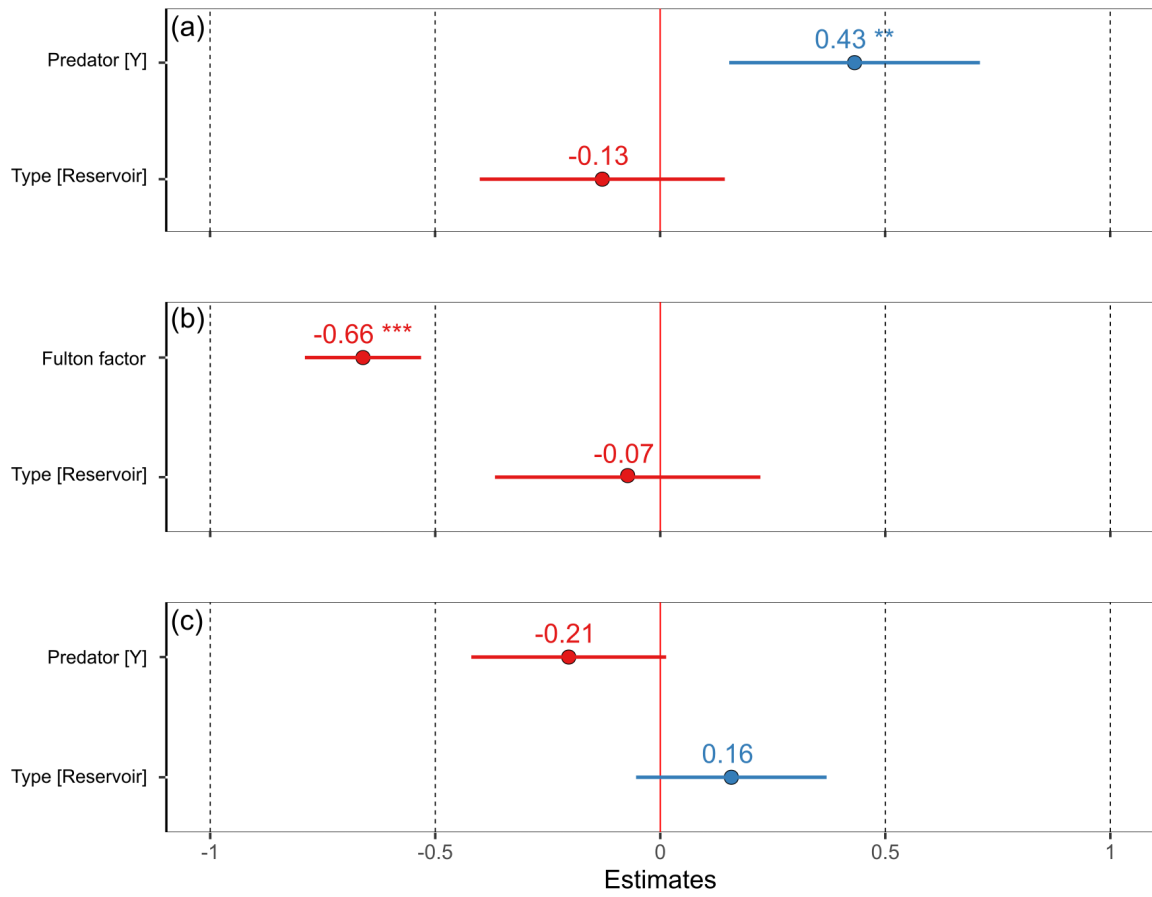 (a)
Predator [Y]
0.43 **
Type [Reservoir]
-0.13
(b)
Fulton factor
-0.66 ***
Type [Reservoir]
-0.07
(c)
Predator [Y]
-0.21
Type [Reservoir]
0.16
-1 -0.5 0 0.5 1
Estimates